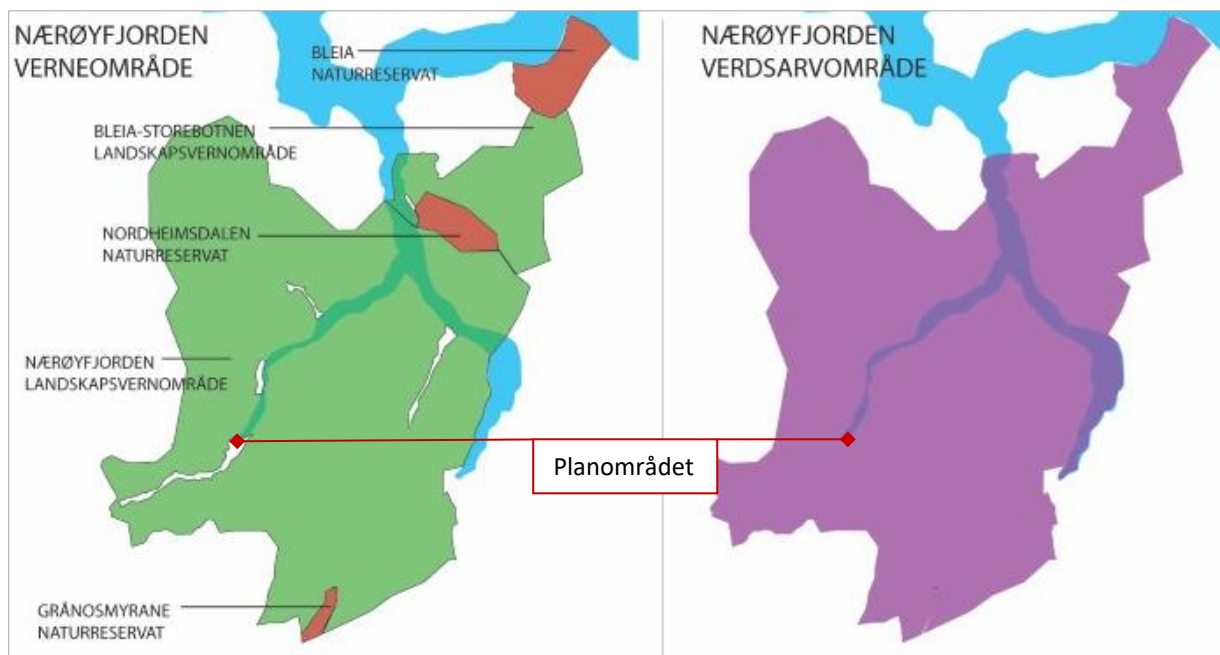 NÆRØYFJORDEN
VERNEOMRÅDE
BLEIA
NATURRESERVAT
BLEIA-STOREBOTNEN
LANDSKAPSVERNOMRÅDE
NORDHEIMSDALEN
NATURRESERVAT
NÆRØYFJORDEN
LANDSKAPSVERNOMRÅDE
GRÅNOSMYRANE
NATURRESERVAT
Planområdet
NÆRØYFJORDEN
VERDSARVOMRÅDE